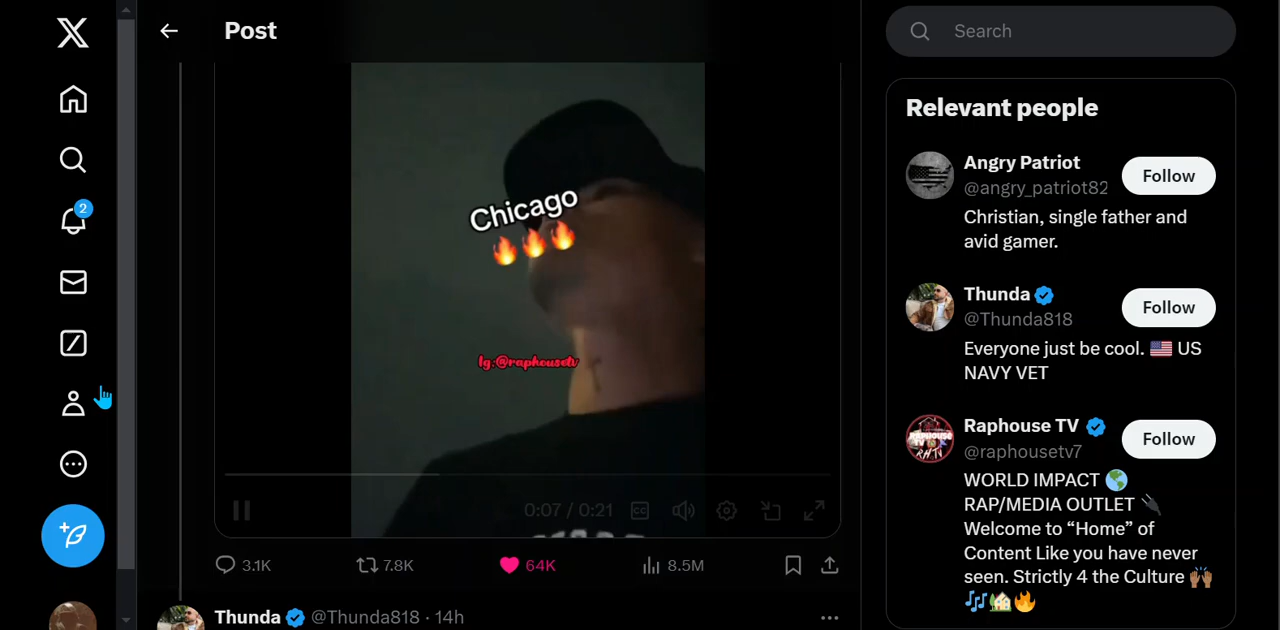 Post
Search
2
Chicago
🔥🔥🔥
Ig:@raphousetv
0:07 / 0:21
CC
3.1K
7.8K
64K
8.5M
Thunda @Thunda818 · 14h
Relevant people
Angry Patriot
@angry_patriot82
Follow
Christian, single father and
avid gamer.
Thunda
@Thunda818
Follow
Everyone just be cool. 🇺🇸 US
NAVY VET
Raphouse TV
@raphousetv7
Follow
WORLD IMPACT 🌎
RAP/MEDIA OUTLET 🔌
Welcome to “Home” of
Content Like you have never
seen. Strictly 4 the Culture 🙌🏾
🎶🏡🔥